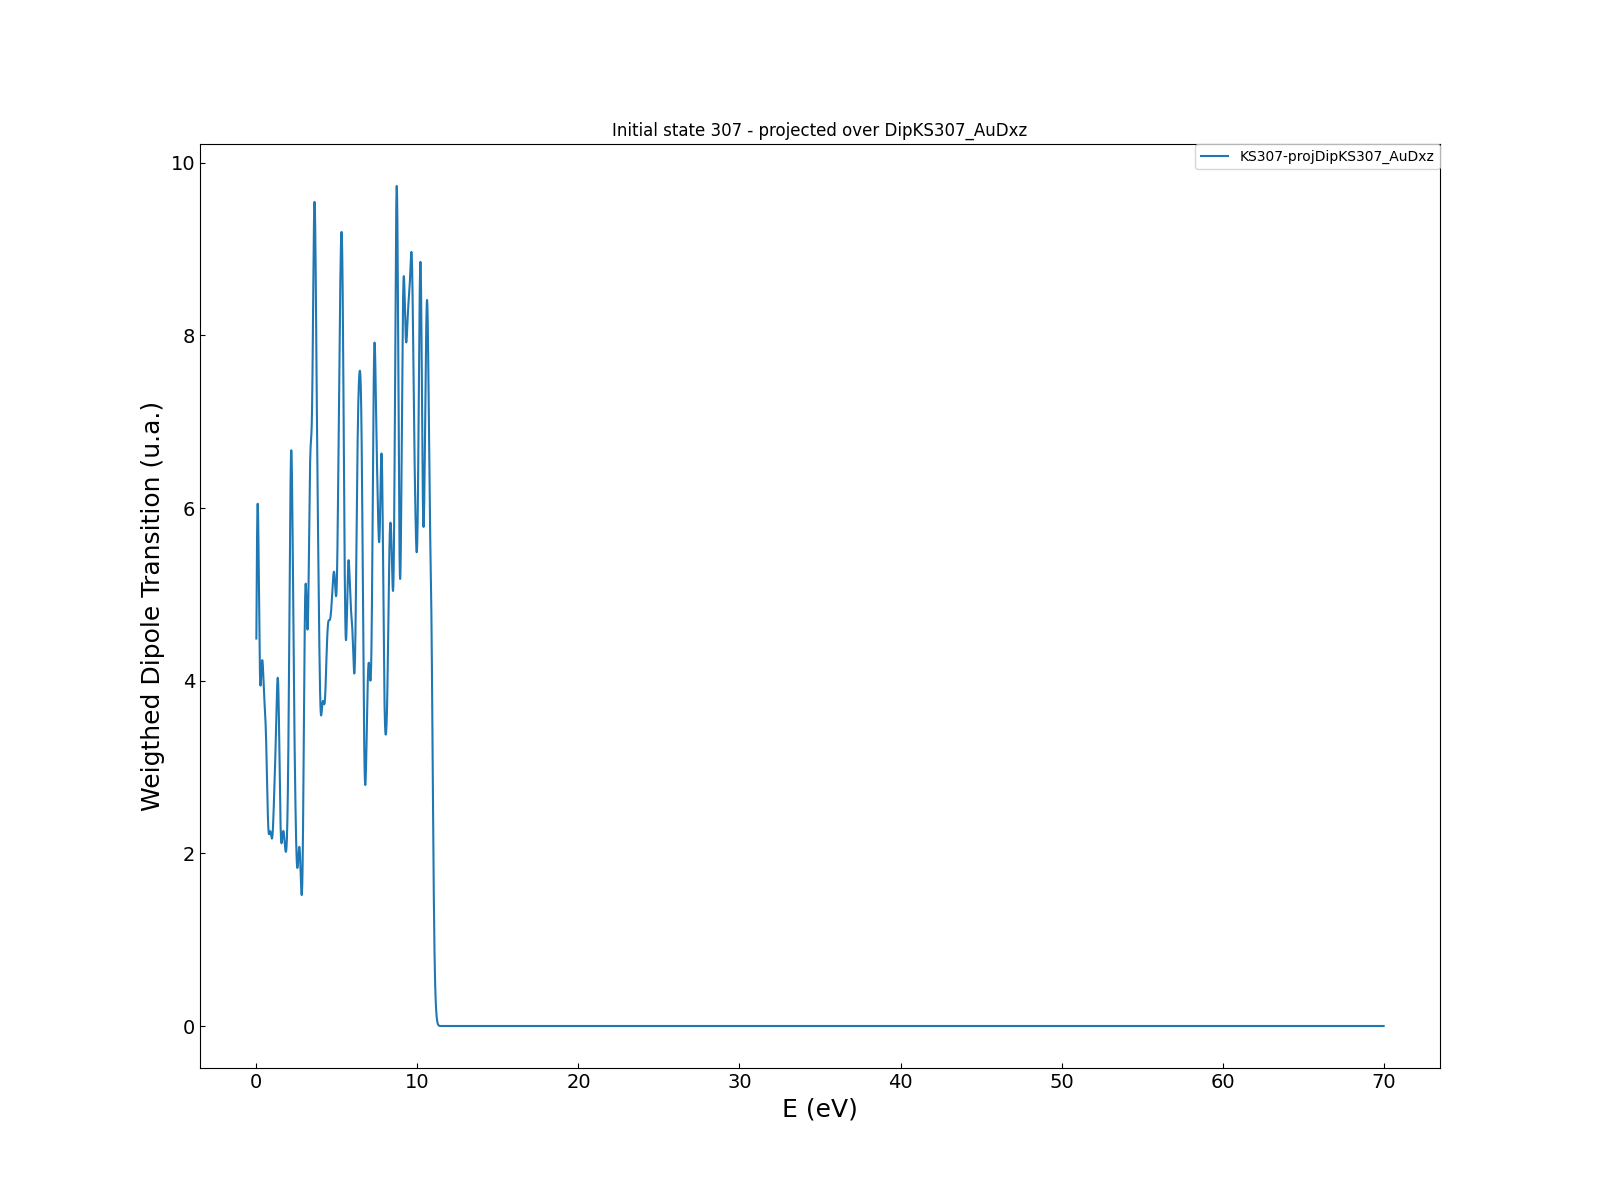 Initial state 307 - projected over DipKS307_AuDxz
KS307-projDipKS307_AuDxz
Weigthed Dipole Transition (u.a.)
10
8
6
4
2
0
0 10 20 30 40 50 60 70
E (eV)